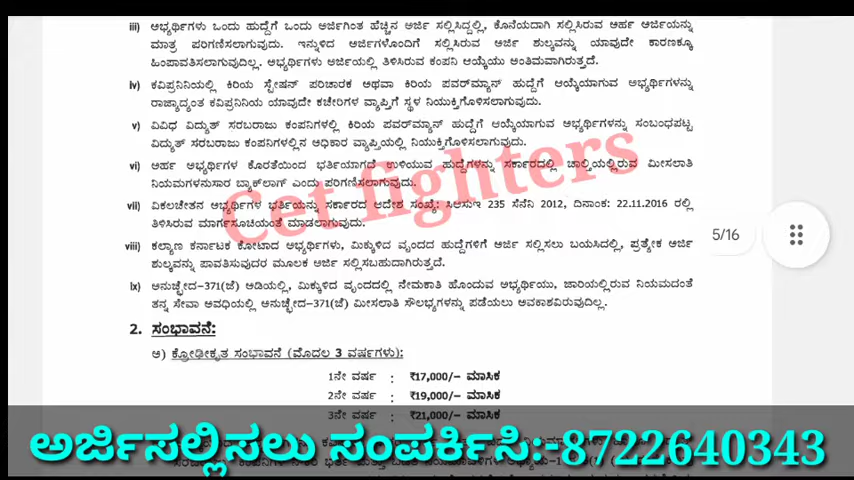 iii) ಅಭ್ಯರ್ಥಿಗಳು ಒಂದು ಹುದ್ದೆಗೆ ಒಂದು ಅರ್ಜಿಗಿಂತ ಹೆಚ್ಚಿನ ಅರ್ಜಿ ಸಲ್ಲಿಸಿದ್ದಲ್ಲಿ, ಕೊನೆಯದಾಗಿ ಸಲ್ಲಿಸಿರುವ ಅರ್ಹ ಅರ್ಜಿಯನ್ನು
ಮಾತ್ರ ಪರಿಗಣಿಸಲಾಗುವುದು. ಇನ್ನುಳಿದ ಅರ್ಜಿಗಳೊಂದಿಗೆ ಸಲ್ಲಿಸಿರುವ ಅರ್ಜಿ ಶುಲ್ಕವನ್ನು ಯಾವುದೇ ಕಾರಣಕ್ಕೂ
ಹಿಂಪಾವತಿಸಲಾಗುವುದಿಲ್ಲ. ಅಭ್ಯರ್ಥಿಗಳು ಅರ್ಜಿಯಲ್ಲಿ ತಿಳಿಸಿರುವ ಕಂಪನಿ ಆಯ್ಕೆಯು ಅಂತಿಮವಾಗಿರುತ್ತದೆ.
iv) ಕವಿಪ್ರನಿನಿಯಲ್ಲಿ ಕಿರಿಯ ಸ್ಟೇಷನ್ ಪರಿಚಾರಕ ಅಥವಾ ಕಿರಿಯ ಪವರ್‌ಮ್ಯಾನ್ ಹುದ್ದೆಗೆ ಆಯ್ಕೆಯಾಗುವ ಅಭ್ಯರ್ಥಿಗಳನ್ನು
ರಾಜ್ಯಾದ್ಯಂತ ಕವಿಪ್ರನಿನಿಯ ಯಾವುದೇ ಕಚೇರಿಗಳ ವ್ಯಾಪ್ತಿಗೆ ಸ್ಥಳ ನಿಯುಕ್ತಿಗೊಳಿಸಲಾಗುವುದು.
v) ವಿವಿಧ ವಿದ್ಯುತ್ ಸರಬರಾಜು ಕಂಪನಿಗಳಲ್ಲಿ ಕಿರಿಯ ಪವರ್‌ಮ್ಯಾನ್ ಹುದ್ದೆಗೆ ಆಯ್ಕೆಯಾಗುವ ಅಭ್ಯರ್ಥಿಗಳನ್ನು ಸಂಬಂಧಪಟ್ಟ
ವಿದ್ಯುತ್ ಸರಬರಾಜು ಕಂಪನಿಗಳಲ್ಲಿನ ಅಧಿಕಾರ ವ್ಯಾಪ್ತಿಯಲ್ಲಿ ನಿಯುಕ್ತಿಗೊಳಿಸಲಾಗುವುದು.
vi) ಅರ್ಹ ಅಭ್ಯರ್ಥಿಗಳ ಕೊರತೆಯಿಂದ ಭರ್ತಿಯಾಗದೆ ಉಳಿಯುವ ಹುದ್ದೆಗಳನ್ನು ಸರ್ಕಾರದಲ್ಲಿ ಚಾಲ್ತಿಯಲ್ಲಿರುವ ಮೀಸಲಾತಿ
ನಿಯಮಗಳನುಸಾರ ಬ್ಯಾಕ್‌ಲಾಗ್ ಎಂದು ಪರಿಗಣಿಸಲಾಗುವುದು.
vii) ವಿಕಲಚೇತನ ಅಭ್ಯರ್ಥಿಗಳ ಭರ್ತಿಯನ್ನು ಸರ್ಕಾರದ ಆದೇಶ ಸಂಖ್ಯೆ: ಸಿಆಸುಇ 235 ಸೆನೆನಿ 2012, ದಿನಾಂಕ: 22.11.2016 ರಲ್ಲಿ
ತಿಳಿಸಿರುವ ಮಾರ್ಗಸೂಚಿಯಂತೆ ಮಾಡಲಾಗುವುದು.
viii) ಕಲ್ಯಾಣ ಕರ್ನಾಟಕ ಕೋಟಾದ ಅಭ್ಯರ್ಥಿಗಳು, ಮಿಕ್ಕುಳಿದ ವೃಂದದ ಹುದ್ದೆಗಳಿಗೆ ಅರ್ಜಿ ಸಲ್ಲಿಸಲು ಬಯಸಿದಲ್ಲಿ, ಪ್ರತ್ಯೇಕ ಅರ್ಜಿ
ಶುಲ್ಕವನ್ನು ಪಾವತಿಸುವುದರ ಮೂಲಕ ಅರ್ಜಿ ಸಲ್ಲಿಸಬಹುದಾಗಿರುತ್ತದೆ.
ix) ಅನುಚ್ಛೇದ-371(ಜೆ) ಅಡಿಯಲ್ಲಿ, ಮಿಕ್ಕುಳಿದ ವೃಂದದಲ್ಲಿ ನೇಮಕಾತಿ ಹೊಂದುವ ಅಭ್ಯರ್ಥಿಯು, ಜಾರಿಯಲ್ಲಿರುವ ನಿಯಮದಂತೆ
ತನ್ನ ಸೇವಾ ಅವಧಿಯಲ್ಲಿ ಅನುಚ್ಛೇದ-371(ಜೆ) ಮೀಸಲಾತಿ ಸೌಲಭ್ಯಗಳನ್ನು ಪಡೆಯಲು ಅವಕಾಶವಿರುವುದಿಲ್ಲ.
Cet fighters
5/16
2. ಸಂಭಾವನೆ:
ಅ) ಕ್ರೋಢೀಕೃತ ಸಂಭಾವನೆ (ಮೊದಲ 3 ವರ್ಷಗಳು):
1ನೇ ವರ್ಷ : ₹17,000/- ಮಾಸಿಕ
2ನೇ ವರ್ಷ : ₹19,000/- ಮಾಸಿಕ
3ನೇ ವರ್ಷ : ₹21,000/- ಮಾಸಿಕ
ಅರ್ಜಿಸಲ್ಲಿಸಲು ಸಂಪರ್ಕಿಸಿ:-8722640343